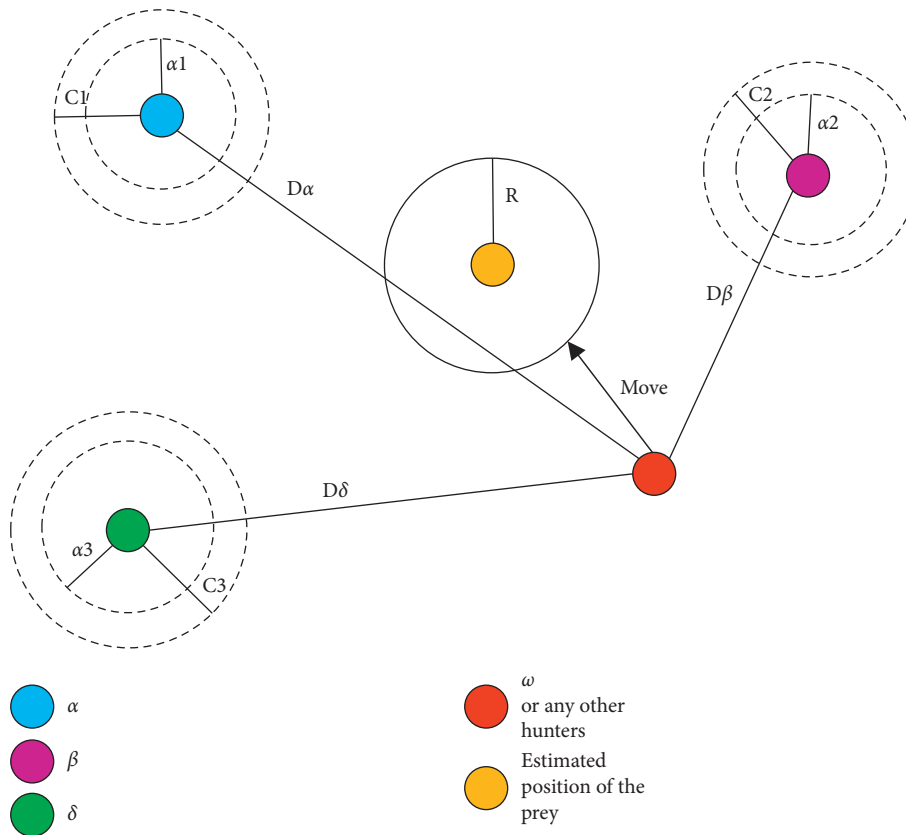 α1
C1
C2
α2
Dα
R
Dβ
Move
Dδ
α3
C3
α
β
δ
ω
or any other
hunters
Estimated
position of the
prey